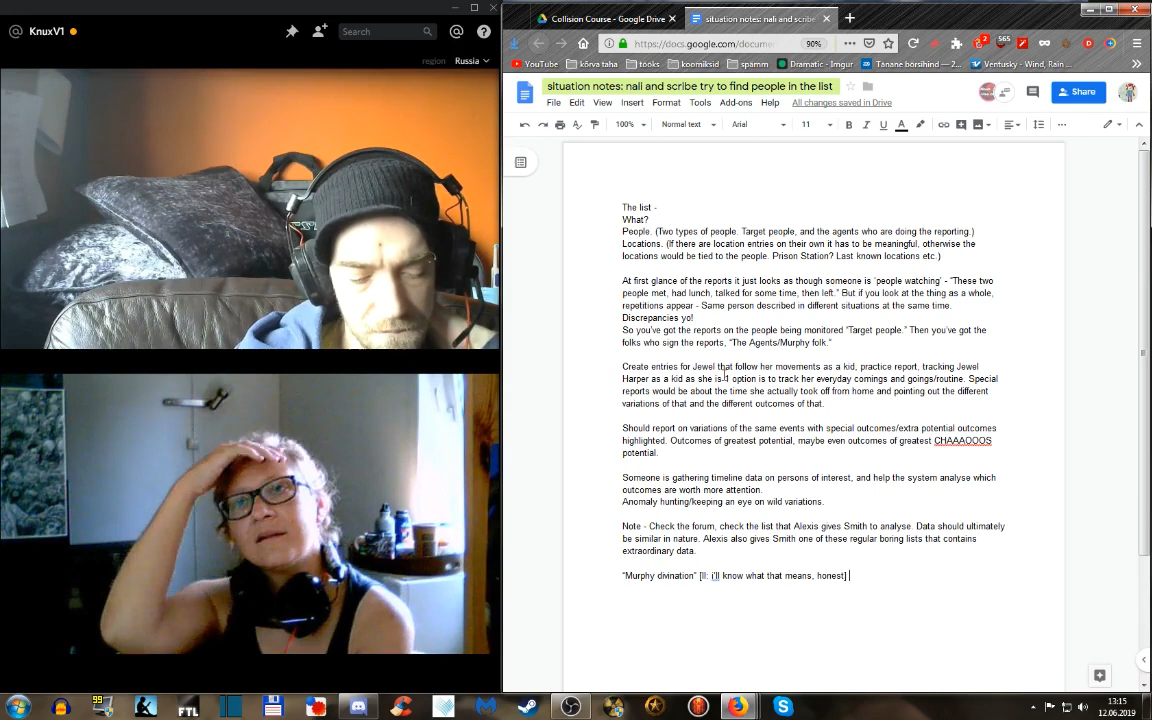 KnuxV1
Search
region Russia
Collision Course - Google Drive
situation notes: nali and scribe
https://docs.google.com/docume
90%
2
565
YouTube
kõrva taha
tööks
koomiksid
spämm
Dramatic - Imgur
Tänane börsihind — 2...
Ventusky - Wind, Rain ...
situation notes: nali and scribe try to find people in the list
File Edit View Insert Format Tools Add-ons Help All changes saved in Drive
Share
100% Normal text Arial 11 B I U A
The list -
What?
People. (Two types of people. Target people, and the agents who are doing the reporting.)
Locations. (If there are location entries on their own it has to be meaningful, otherwise the
locations would be tied to the people. Prison Station? Last known locations etc.)
At first glance of the reports it just looks as though someone is ‘people watching’ - “These two
people met, had lunch, talked for some time, then left.” But if you look at the thing as a whole,
repetitions appear - Same person described in different situations at the same time.
Discrepancies yo!
So you’ve got the reports on the people being monitored “Target people.” Then you’ve got the
folks who sign the reports, “The Agents/Murphy folk.”
Create entries for Jewel that follow her movements as a kid, practice report, tracking Jewel
Harper as a kid as she is 1 option is to track her everyday comings and goings/routine. Special
reports would be about the time she actually took off from home and pointing out the different
variations of that and the different outcomes of that.
Should report on variations of the same events with special outcomes/extra potential outcomes
highlighted. Outcomes of greatest potential, maybe even outcomes of greatest CHAAAOOOS
potential.
Someone is gathering timeline data on persons of interest, and help the system analyse which
outcomes are worth more attention.
Anomaly hunting/keeping an eye on wild variations.
Note - Check the forum, check the list that Alexis gives Smith to analyse. Data should ultimately
be similar in nature. Alexis also gives Smith one of these regular boring lists that contains
extraordinary data.
“Murphy divination” [ll: i'll know what that means, honest]
99
FTL
13:15
12.06.2019